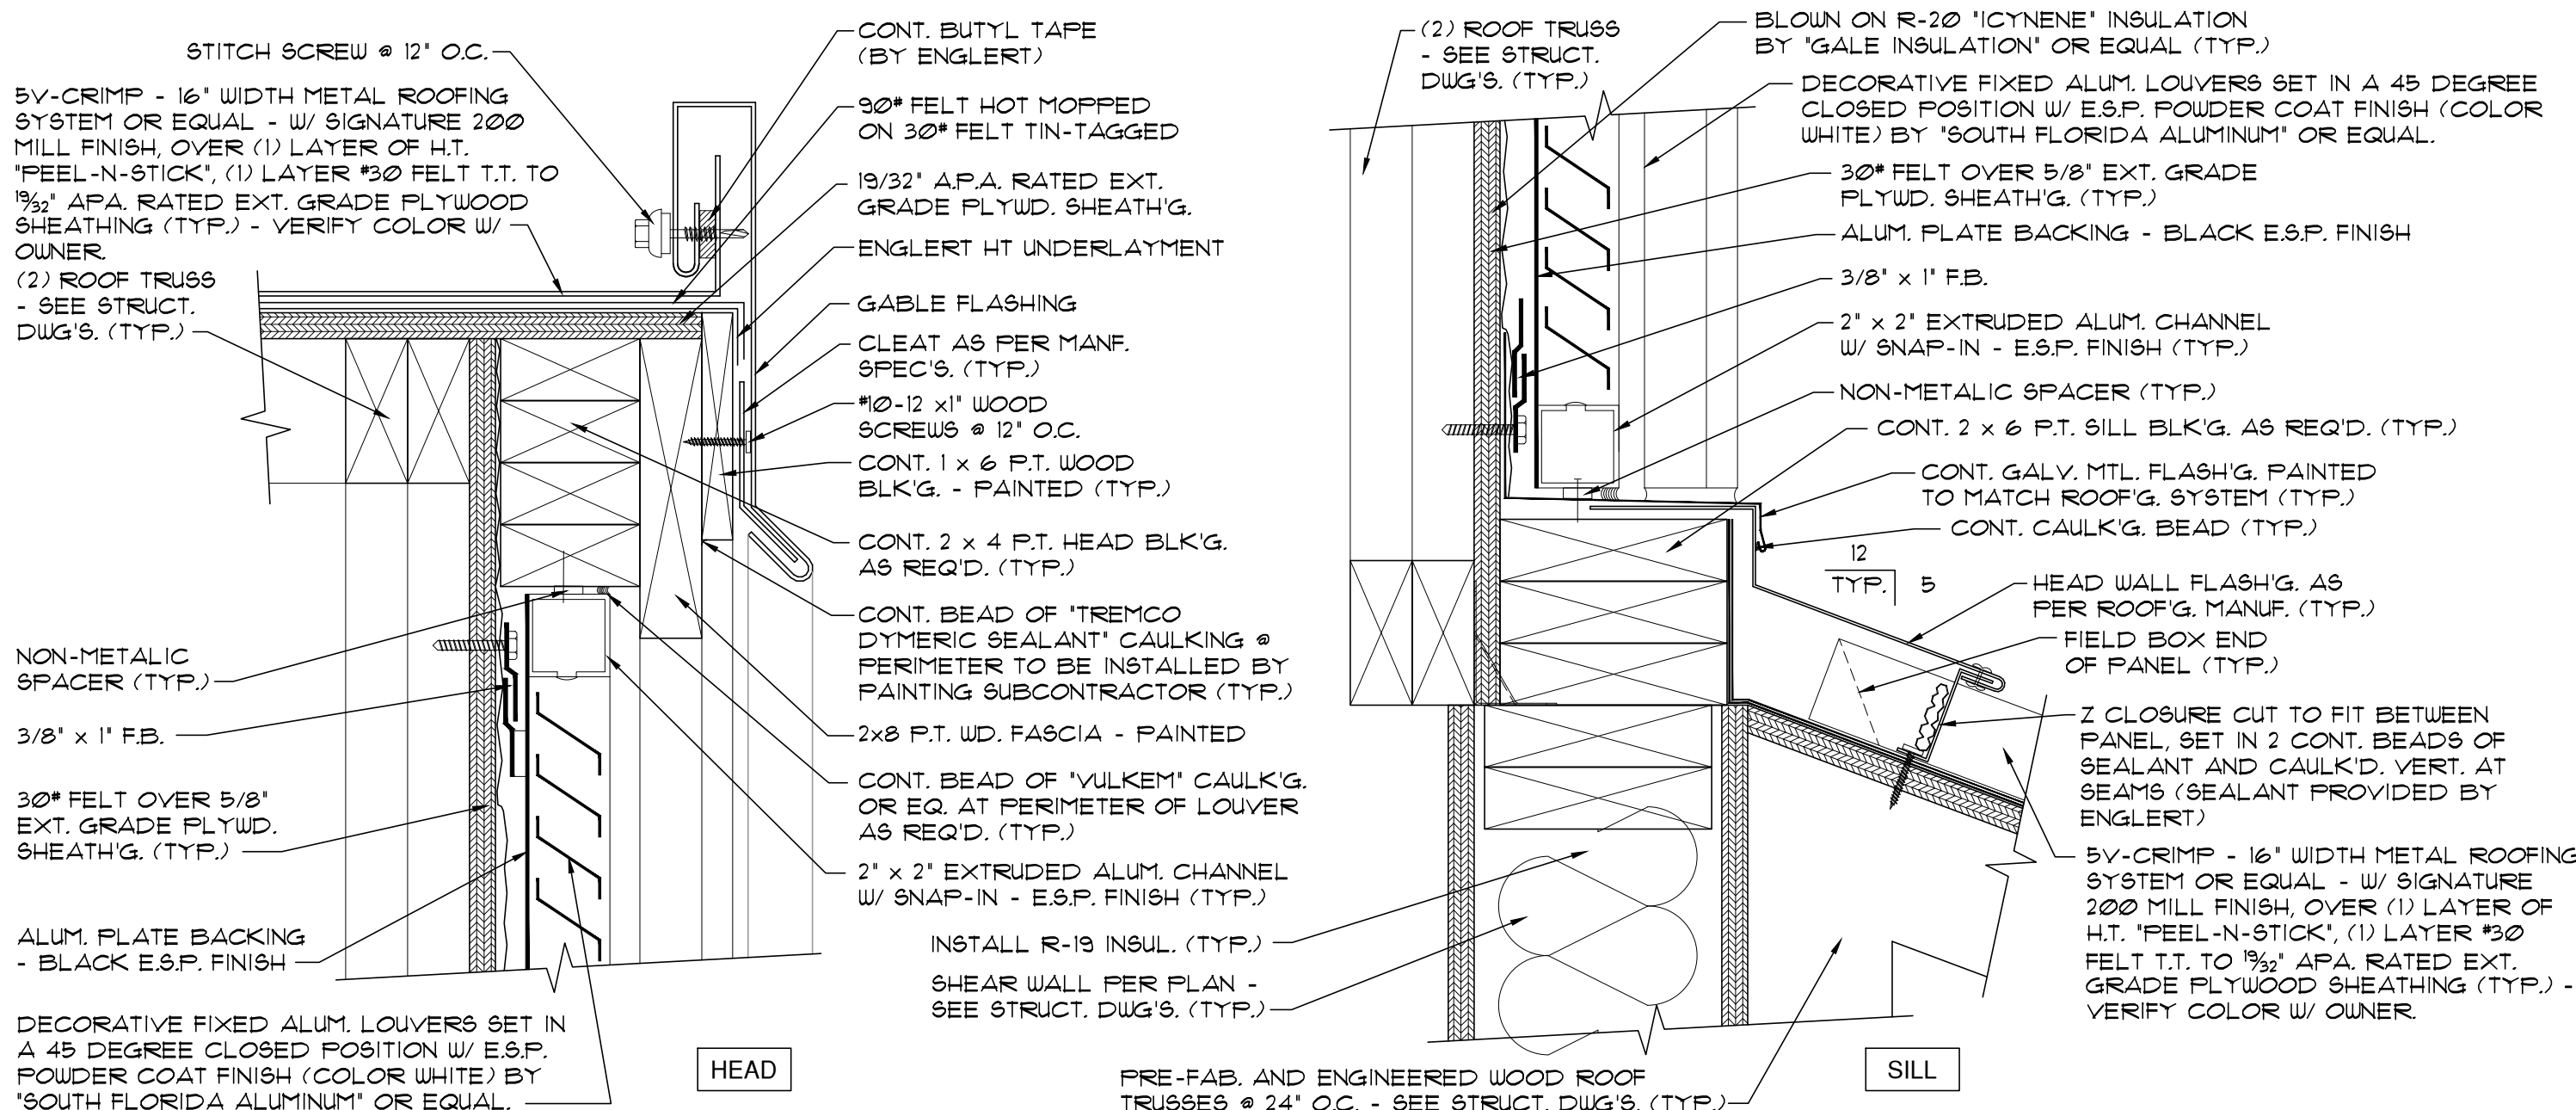 STITCH SCREW @ 12" O.C.
5V-CRIMP - 16" WIDTH METAL ROOFING
SYSTEM OR EQUAL - W/ SIGNATURE 200
MILL FINISH, OVER (1) LAYER OF H.T.
"PEEL-N-STICK", (1) LAYER #30 FELT T.T. TO
19/32" APA. RATED EXT. GRADE PLYWOOD
SHEATHING (TYP.) - VERIFY COLOR W/
OWNER.
(2) ROOF TRUSS
- SEE STRUCT.
DWG'S. (TYP.)
NON-METALIC
SPACER (TYP.)
3/8" x 1" F.B.
30# FELT OVER 5/8"
EXT. GRADE PLYWD.
SHEATH'G. (TYP.)
ALUM. PLATE BACKING
- BLACK E.S.P. FINISH
DECORATIVE FIXED ALUM. LOUVERS SET IN
A 45 DEGREE CLOSED POSITION W/ E.S.P.
POWDER COAT FINISH (COLOR WHITE) BY
"SOUTH FLORIDA ALUMINUM" OR EQUAL.
CONT. BUTYL TAPE
(BY ENGLERT)
90# FELT HOT MOPPED
ON 30# FELT TIN-TAGGED
19/32" A.P.A. RATED EXT.
GRADE PLYWD. SHEATH'G.
ENGLERT HT UNDERLAYMENT
GABLE FLASHING
CLEAT AS PER MANF.
SPEC'S. (TYP.)
#10-12 x1" WOOD
SCREWS @ 12" O.C.
CONT. 1 x 6 P.T. WOOD
BLK'G. - PAINTED (TYP.)
CONT. 2 x 4 P.T. HEAD BLK'G.
AS REQ'D. (TYP.)
CONT. BEAD OF "TREMCO
DYMERIC SEALANT" CAULKING @
PERIMETER TO BE INSTALLED BY
PAINTING SUBCONTRACTOR (TYP.)
2x8 P.T. WD. FASCIA - PAINTED
CONT. BEAD OF "VULKEM" CAULK'G.
OR EQ. AT PERIMETER OF LOUVER
AS REQ'D. (TYP.)
2" x 2" EXTRUDED ALUM. CHANNEL
W/ SNAP-IN - E.S.P. FINISH (TYP.)
HEAD
(2) ROOF TRUSS
- SEE STRUCT.
DWG'S. (TYP.)
BLOWN ON R-20 "ICYNENE" INSULATION
BY "GALE INSULATION" OR EQUAL (TYP.)
DECORATIVE FIXED ALUM. LOUVERS SET IN A 45 DEGREE
CLOSED POSITION W/ E.S.P. POWDER COAT FINISH (COLOR
WHITE) BY "SOUTH FLORIDA ALUMINUM" OR EQUAL.
30# FELT OVER 5/8" EXT. GRADE
PLYWD. SHEATH'G. (TYP.)
ALUM. PLATE BACKING - BLACK E.S.P. FINISH
3/8" x 1" F.B.
2" x 2" EXTRUDED ALUM. CHANNEL
W/ SNAP-IN - E.S.P. FINISH (TYP.)
NON-METALIC SPACER (TYP.)
CONT. 2 x 6 P.T. SILL BLK'G. AS REQ'D. (TYP.)
CONT. GALV. MTL. FLASH'G. PAINTED
TO MATCH ROOF'G. SYSTEM (TYP.)
CONT. CAULK'G. BEAD (TYP.)
12
TYP. 5
HEAD WALL FLASH'G. AS
PER ROOF'G. MANUF. (TYP.)
FIELD BOX END
OF PANEL (TYP.)
Z CLOSURE CUT TO FIT BETWEEN
PANEL, SET IN 2 CONT. BEADS OF
SEALANT AND CAULK'D. VERT. AT
SEAMS (SEALANT PROVIDED BY
ENGLERT)
5V-CRIMP - 16" WIDTH METAL ROOFING
SYSTEM OR EQUAL - W/ SIGNATURE
200 MILL FINISH, OVER (1) LAYER OF
H.T. "PEEL-N-STICK", (1) LAYER #30
FELT T.T. TO 19/32" APA. RATED EXT.
GRADE PLYWOOD SHEATHING (TYP.) -
VERIFY COLOR W/ OWNER.
INSTALL R-19 INSUL. (TYP.)
SHEAR WALL PER PLAN -
SEE STRUCT. DWG'S. (TYP.)
PRE-FAB. AND ENGINEERED WOOD ROOF
TRUSSES @ 24" O.C. - SEE STRUCT. DWG'S. (TYP.)
SILL